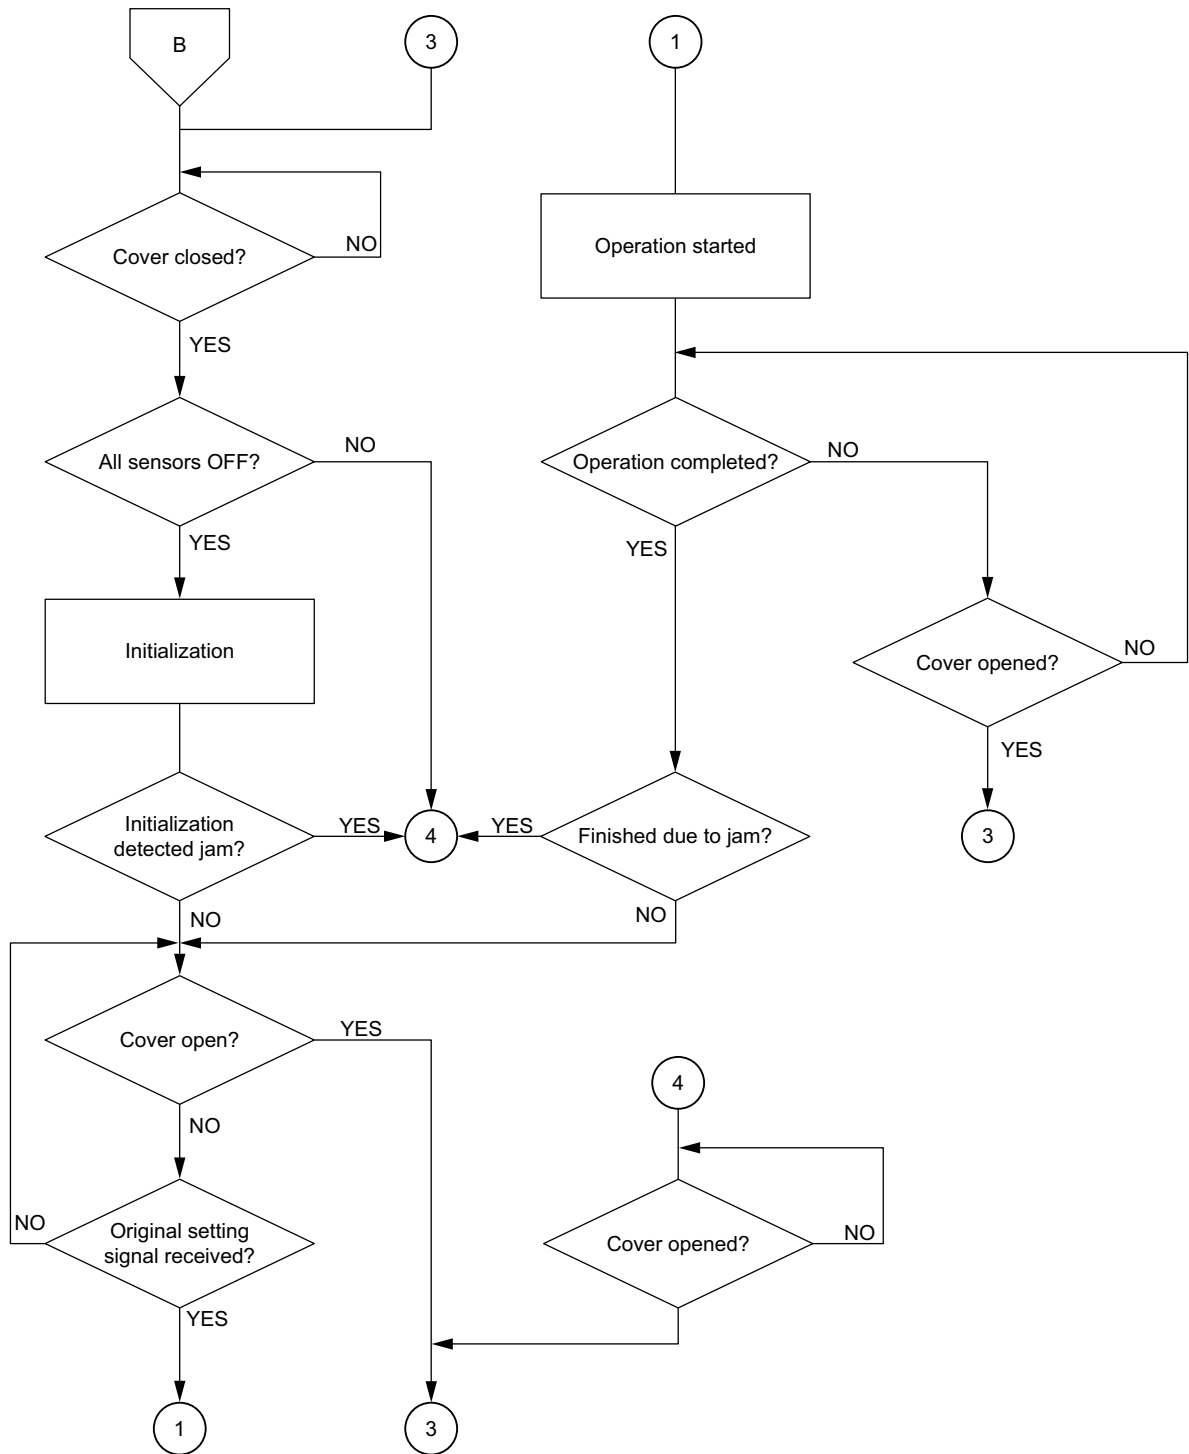 B
3
1
Cover closed?
NO
Operation started
YES
All sensors OFF?
NO
Operation completed?
NO
YES
YES
Initialization
Cover opened?
NO
YES
Initialization
detected jam?
YES
4
YES
Finished due to jam?
3
NO
NO
Cover open?
YES
4
NO
Original setting
signal received?
NO
Cover opened?
NO
YES
1
3